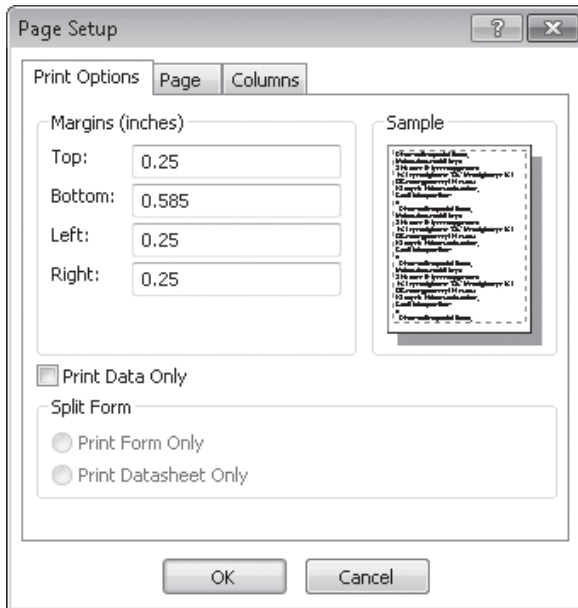 Page Setup
Print Options Page Columns
Margins (inches)
Top: 0.25
Bottom: 0.585
Left: 0.25
Right: 0.25
Sample
Print Data Only
Split Form
Print Form Only
Print Datasheet Only
OK Cancel